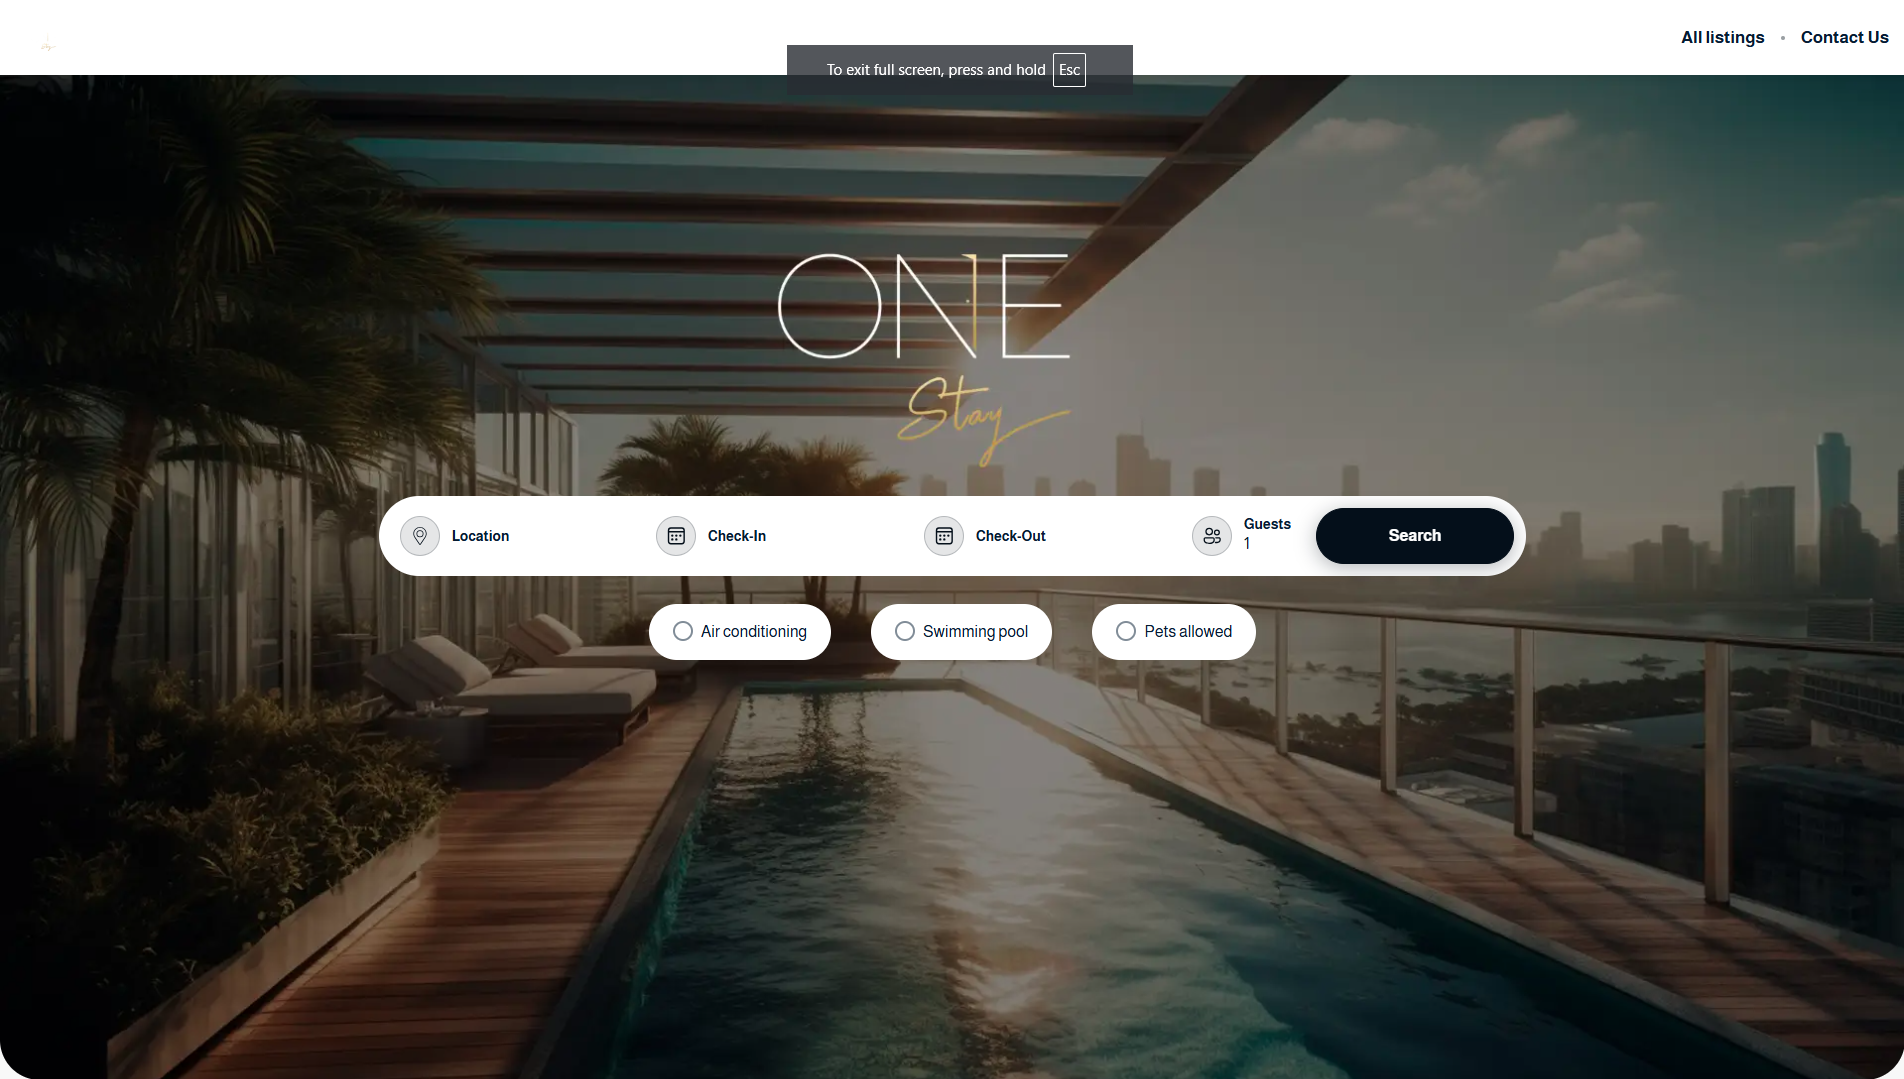 All listings • Contact Us
To exit full screen, press and hold Esc
ONE
Stay
Location
Check-In
Check-Out
Guests
1
Search
Air conditioning
Swimming pool
Pets allowed